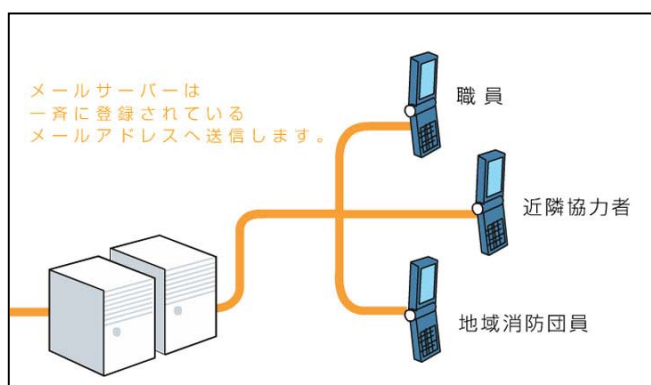 メールサーバーは
一斉に登録されている
メールアドレスへ送信します。
職員
近隣協力者
地域消防団員